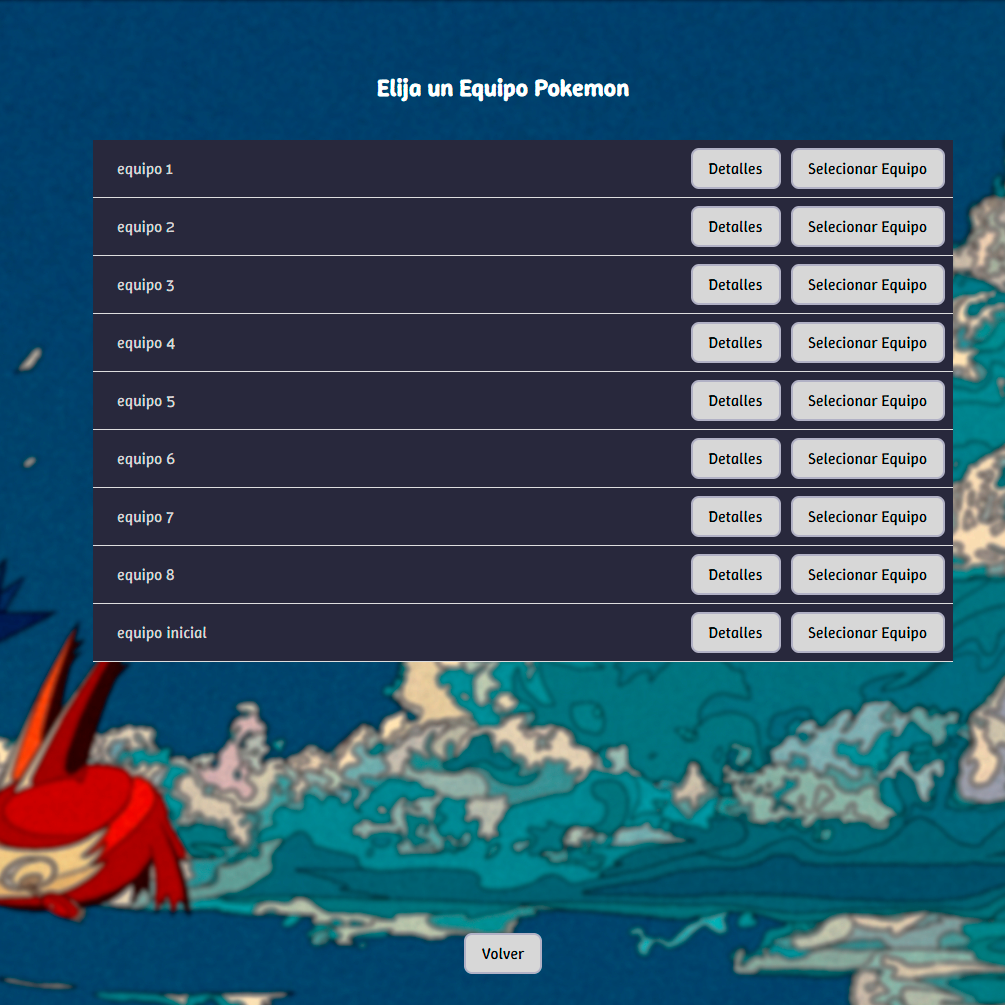 Elija un Equipo Pokemon
equipo 1 Detalles Selecionar Equipo
equipo 2 Detalles Selecionar Equipo
equipo 3 Detalles Selecionar Equipo
equipo 4 Detalles Selecionar Equipo
equipo 5 Detalles Selecionar Equipo
equipo 6 Detalles Selecionar Equipo
equipo 7 Detalles Selecionar Equipo
equipo 8 Detalles Selecionar Equipo
equipo inicial Detalles Selecionar Equipo
Volver